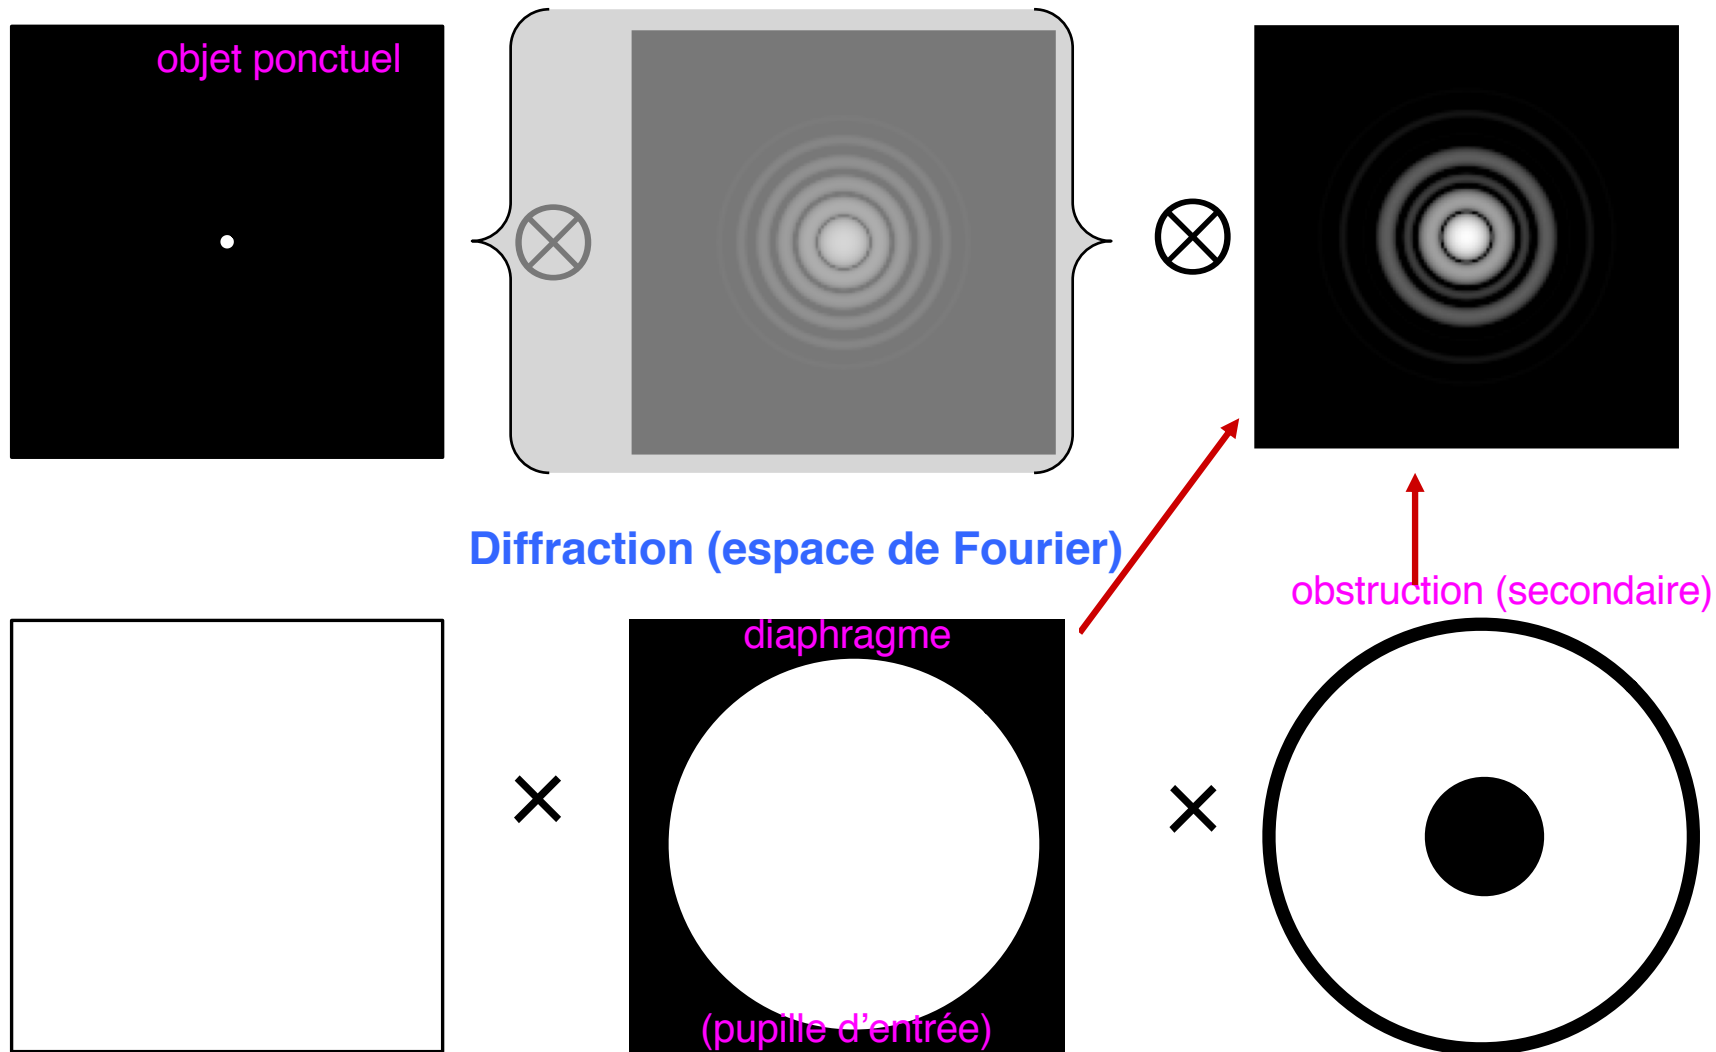 objet ponctuel
Diffraction (espace de Fourier)
obstruction (secondaire)
diaphragme
(pupille d’entrée)